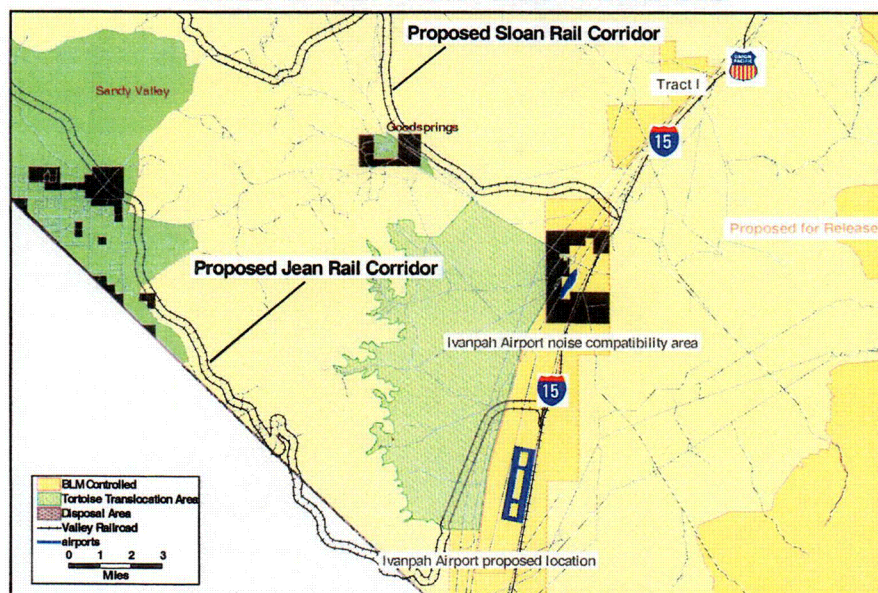 Proposed Sloan Rail Corridor
UNION
PACIFIC
Sandy Valley
Tract I
Goodsprings
15
Proposed for Release
Proposed Jean Rail Corridor
Ivanpah Airport noise compatibility area
15
BLM Controlled
Tortoise Translocation Area
Disposal Area
Valley Railroad
airports
0 1 2 3
Miles
Ivanpah Airport proposed location